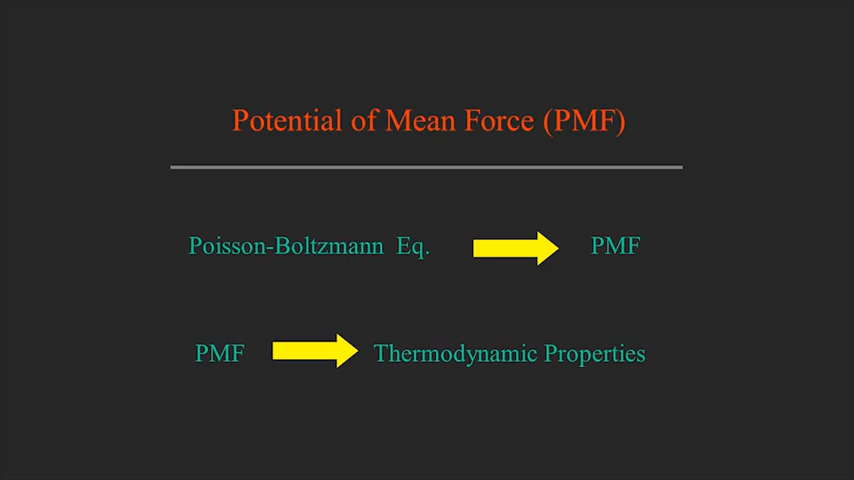 Potential of Mean Force (PMF)
Poisson-Boltzmann Eq. PMF
PMF Thermodynamic Properties